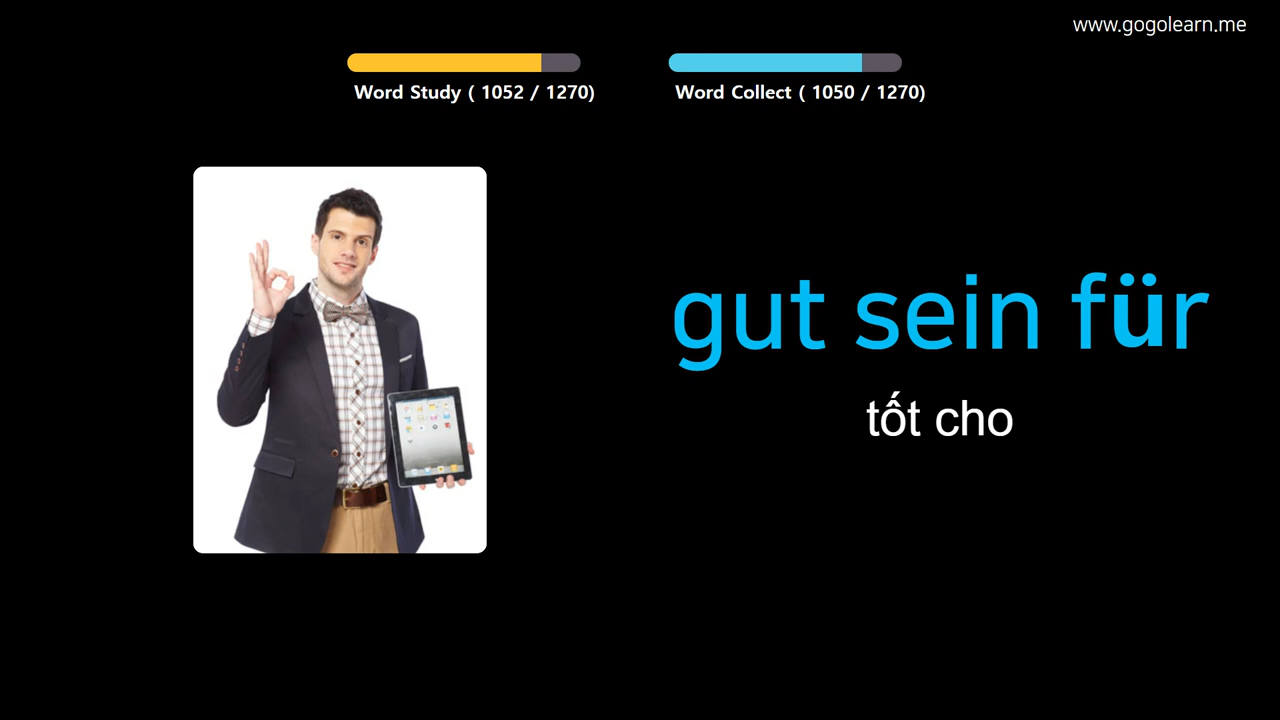 www.gogolearn.me
Word Study ( 1052 / 1270)
Word Collect ( 1050 / 1270)
gut sein für
tốt cho